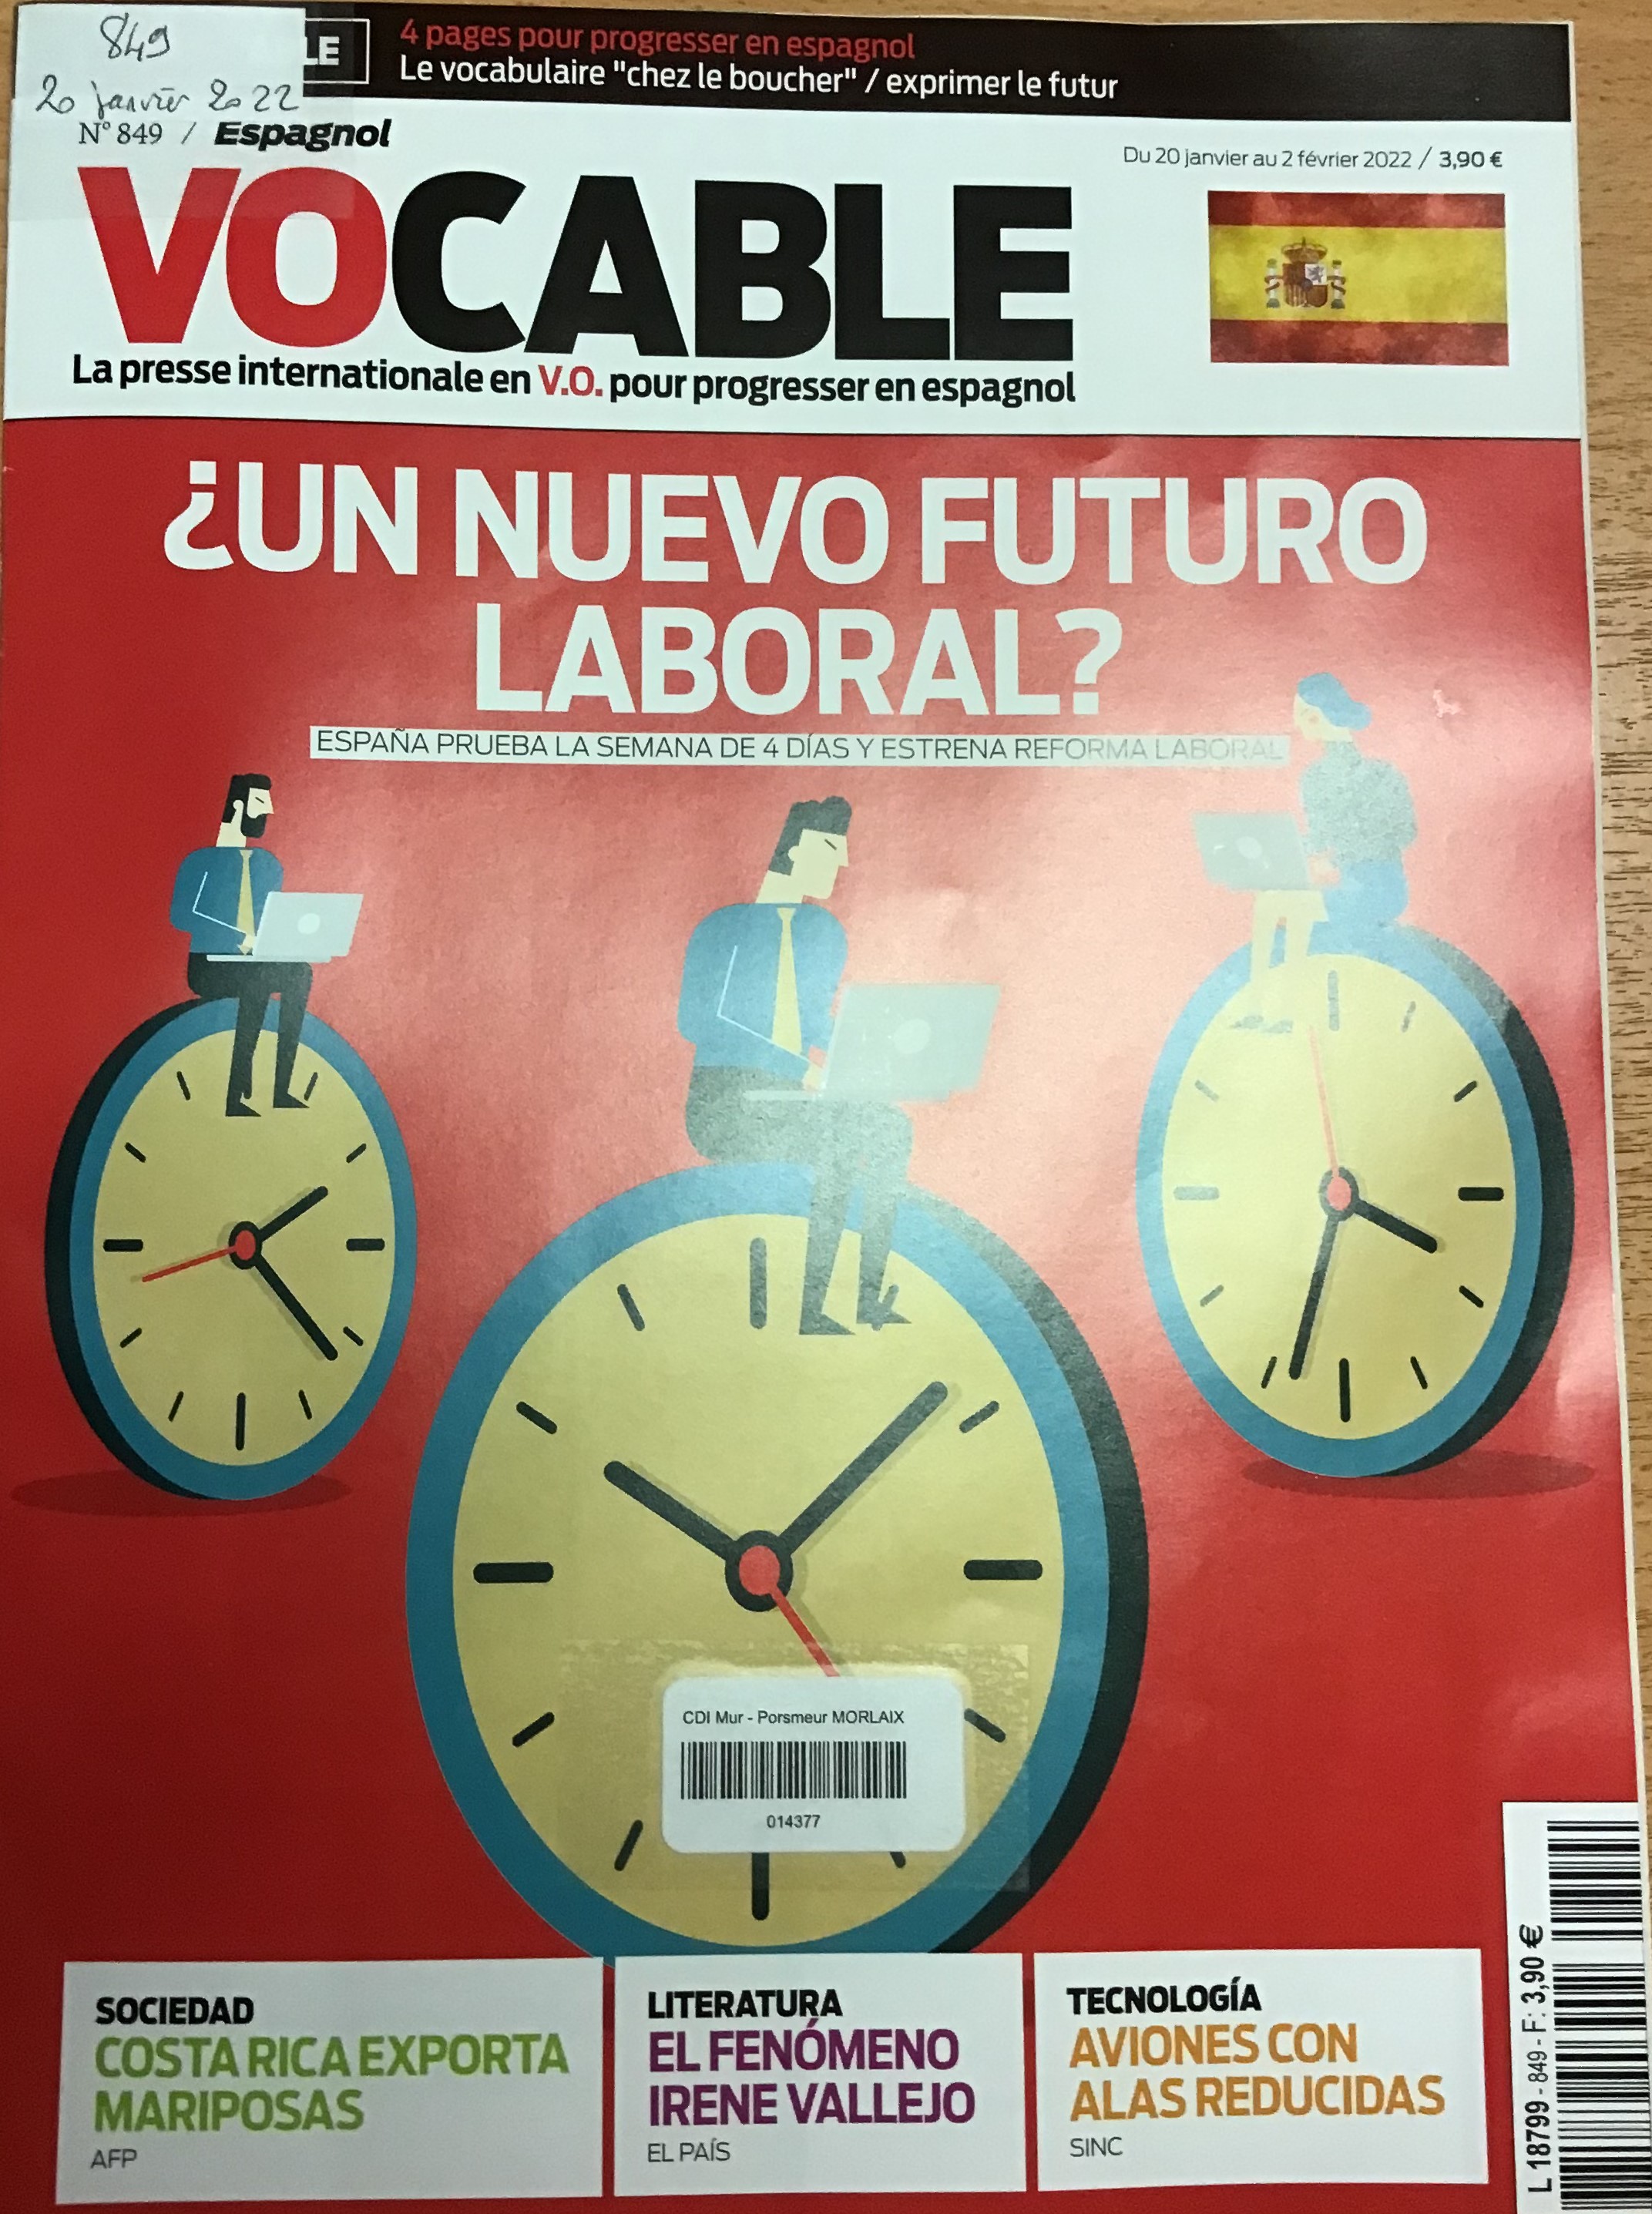 849
20 janvier 2022
LE
4 pages pour progresser en espagnol
Le vocabulaire "chez le boucher" / exprimer le futur
N° 849 / Espagnol
Du 20 janvier au 2 février 2022 / 3,90 €
VOCABLE
La presse internationale en V.O. pour progresser en espagnol
¿UN NUEVO FUTURO
LABORAL?
ESPAÑA PRUEBA LA SEMANA DE 4 DÍAS Y ESTRENA REFORMA LABORAL
CDI Mur - Porsmeur MORLAIX
014377
SOCIEDAD
COSTA RICA EXPORTA
MARIPOSAS
AFP
LITERATURA
EL FENÓMENO
IRENE VALLEJO
EL PAÍS
TECNOLOGÍA
AVIONES CON
ALAS REDUCIDAS
SINC
L 18799 - 849 - F: 3,90 €